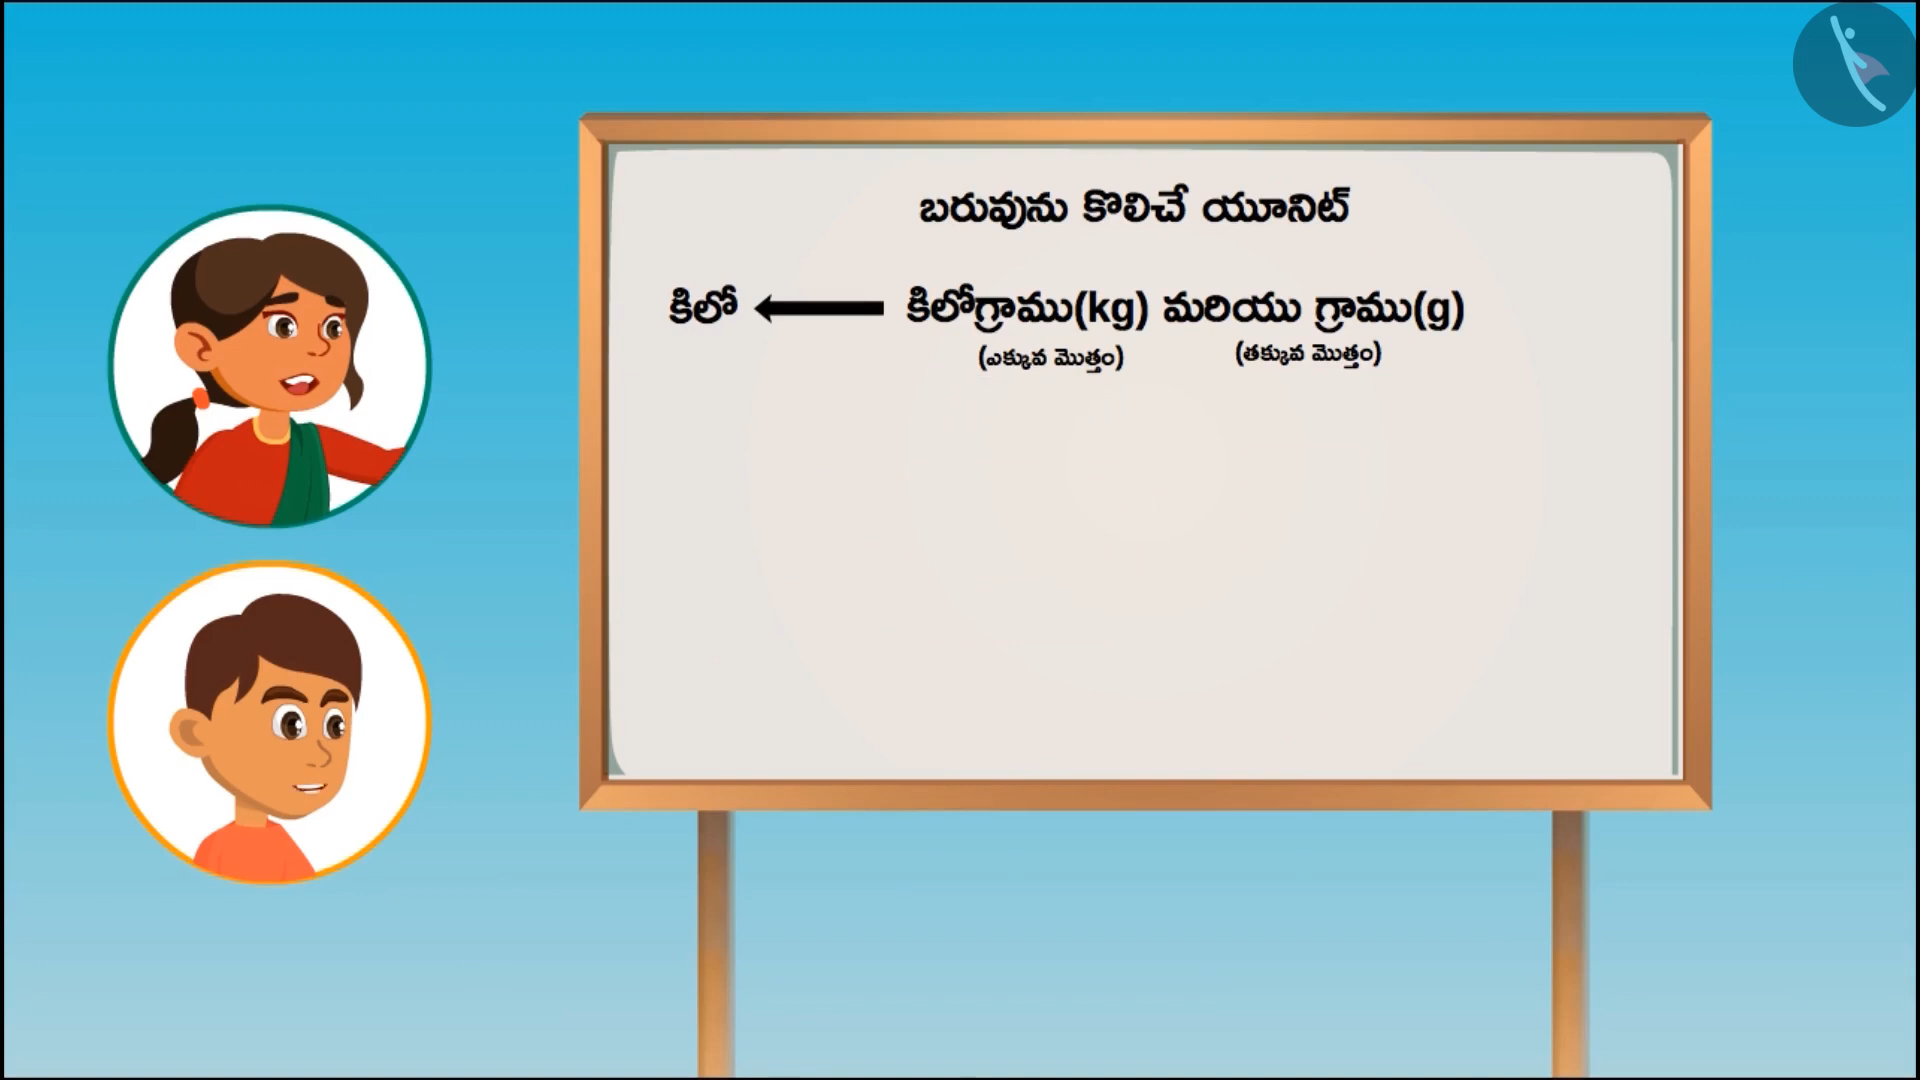 బరువును కొలిచే యూనిట్
కిలో కిలోగ్రాము(kg) మరియు గ్రాము(g)
(ఎక్కువ మొత్తం) (తక్కువ మొత్తం)